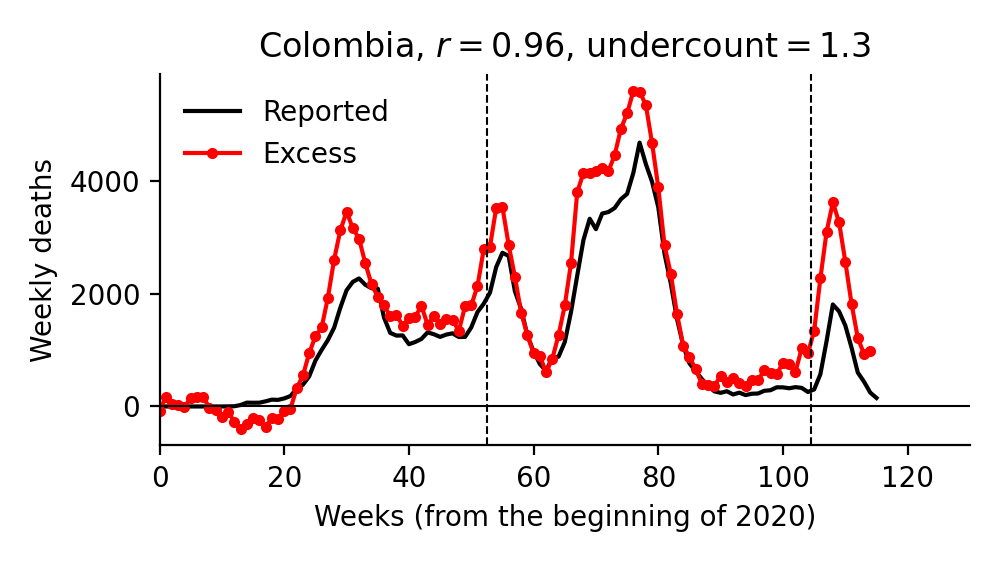 Colombia, r = 0.96, undercount = 1.3
Reported
Excess
Weekly deaths
4000
2000
0
0 20 40 60 80 100 120
Weeks (from the beginning of 2020)